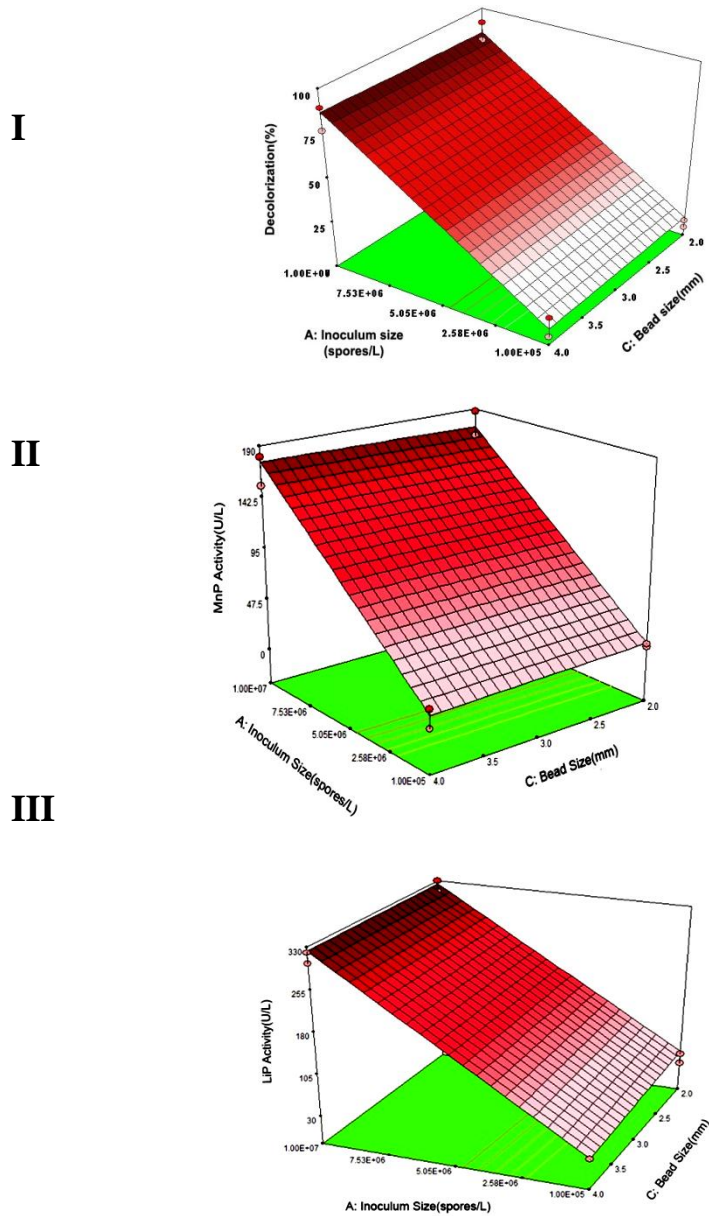 I
100
75
50
25
Decolorization(%)
7.53E+06
5.05E+06
2.58E+06
1.00E+05
A: Inoculum size
(spores/L)
4.0
3.5
3.0
2.5
2.0
C: Bead size(mm)
II
190
142.5
95
47.5
0
MnP Activity(U/L)
1.00E+07
7.53E+06
5.05E+06
2.58E+06
1.00E+05
A: Inoculum Size(spores/L)
4.0
3.5
3.0
2.5
2.0
C: Bead Size(mm)
III
330
255
180
105
30
LiP Activity(U/L)
1.00E+07
7.53E+06
5.05E+06
2.58E+06
1.00E+05
A: Inoculum Size(spores/L)
4.0
3.5
3.0
2.5
2.0
C: Bead Size(mm)